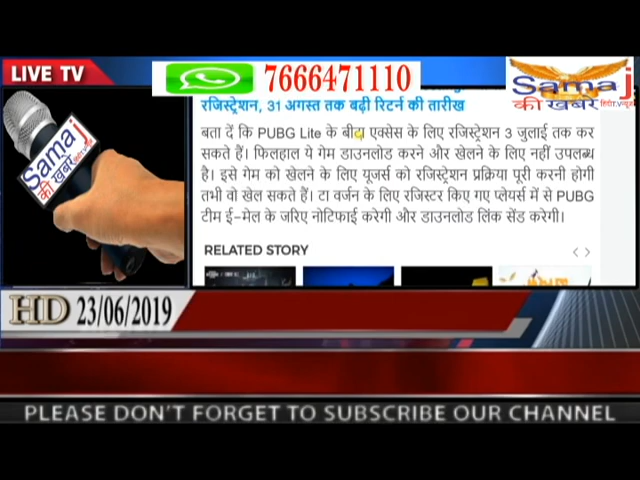 LIVE TV
7666471110
Samaj
की खबरें
रजिस्ट्रेशन, 31 अगस्त तक बढ़ी रिटर्न की तारीख
बता दें कि PUBG Lite के बीटा एक्सेस के लिए रजिस्ट्रेशन 3 जुलाई तक कर
सकते हैं। फिलहाल ये गेम डाउनलोड करने और खेलने के लिए नहीं उपलब्ध
है। इसे गेम को खेलने के लिए यूजर्स को रजिस्ट्रेशन प्रक्रिया पूरी करनी होगी
तभी वो खेल सकते हैं। टा वर्जन के लिए रजिस्टर किए गए प्लेयर्स में से PUBG
टीम ई-मेल के जरिए नोटिफाई करेगी और डाउनलोड लिंक सेंड करेगी।
RELATED STORY
Samaj
की खबरें
HD 23/06/2019
PLEASE DON'T FORGET TO SUBSCRIBE OUR CHANNEL